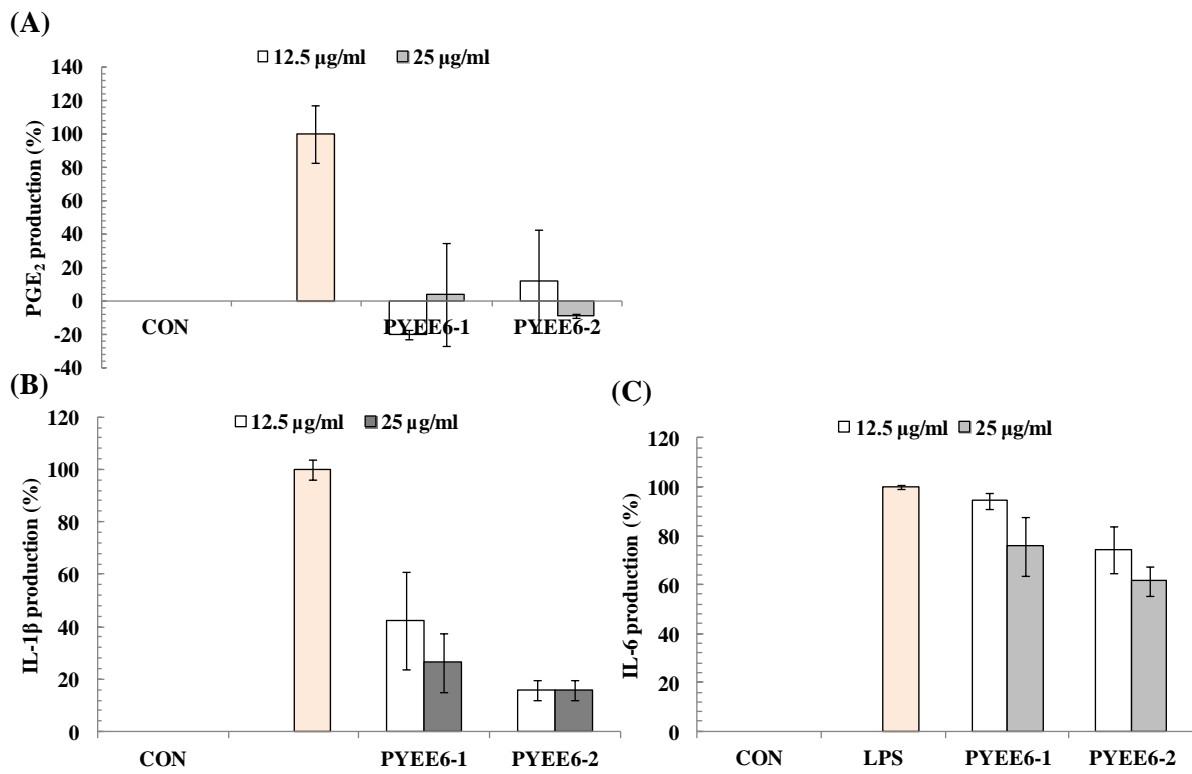 (A)
12.5 µg/ml 25 µg/ml
PGE₂ production (%)
140
120
100
80
60
40
20
0
-20
-40
CON PYEE6-1 PYEE6-2
(B)
12.5 µg/ml 25 µg/ml
IL-1β production (%)
120
100
80
60
40
20
0
CON PYEE6-1 PYEE6-2
(C)
12.5 µg/ml 25 µg/ml
IL-6 production (%)
120
100
80
60
40
20
0
CON LPS PYEE6-1 PYEE6-2